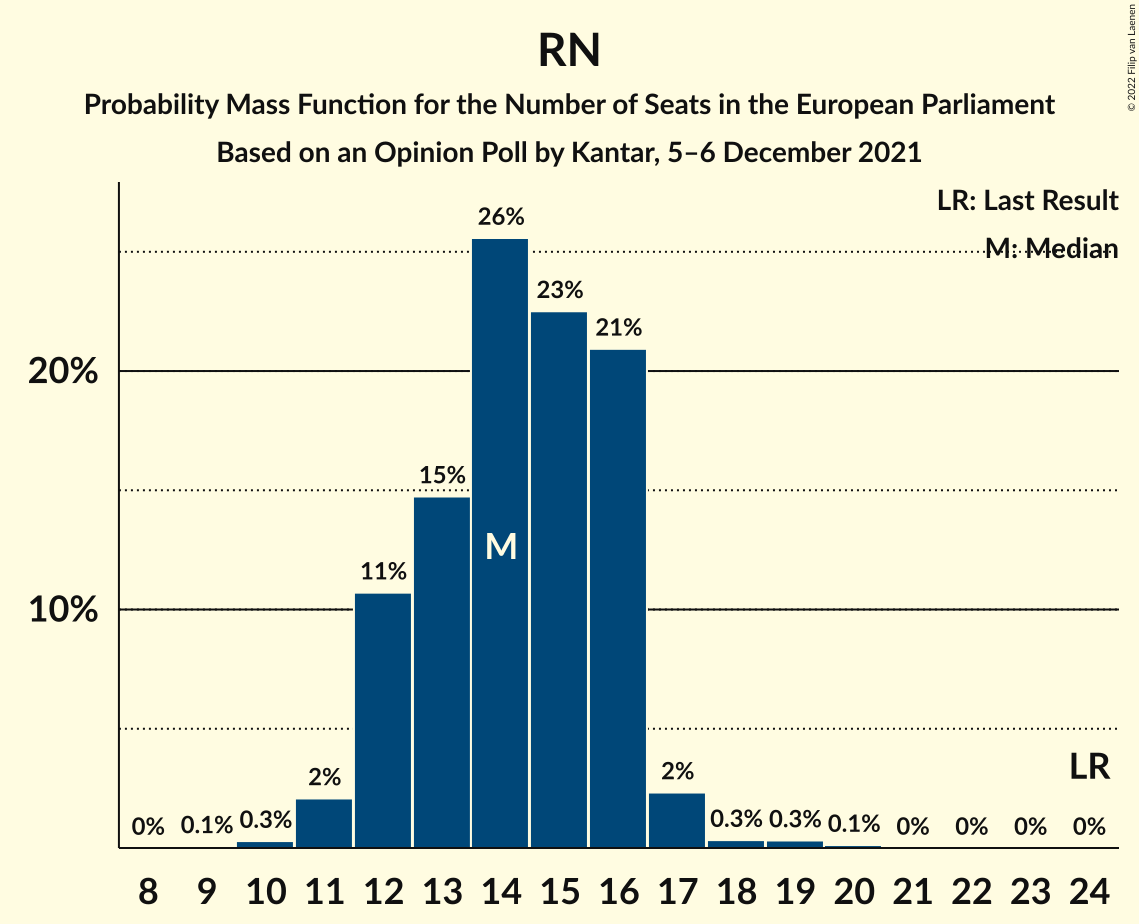 RN
Probability Mass Function for the Number of Seats in the European Parliament
Based on an Opinion Poll by Kantar, 5–6 December 2021
© 2022 Filip van Laenen
LR: Last Result
M: Median
26%
23%
21%
20%
15%
M
11%
10%
LR
2%
2%
0% 0.1% 0.3% 0.3% 0.3% 0.1% 0% 0% 0% 0%
8 9 10 11 12 13 14 15 16 17 18 19 20 21 22 23 24